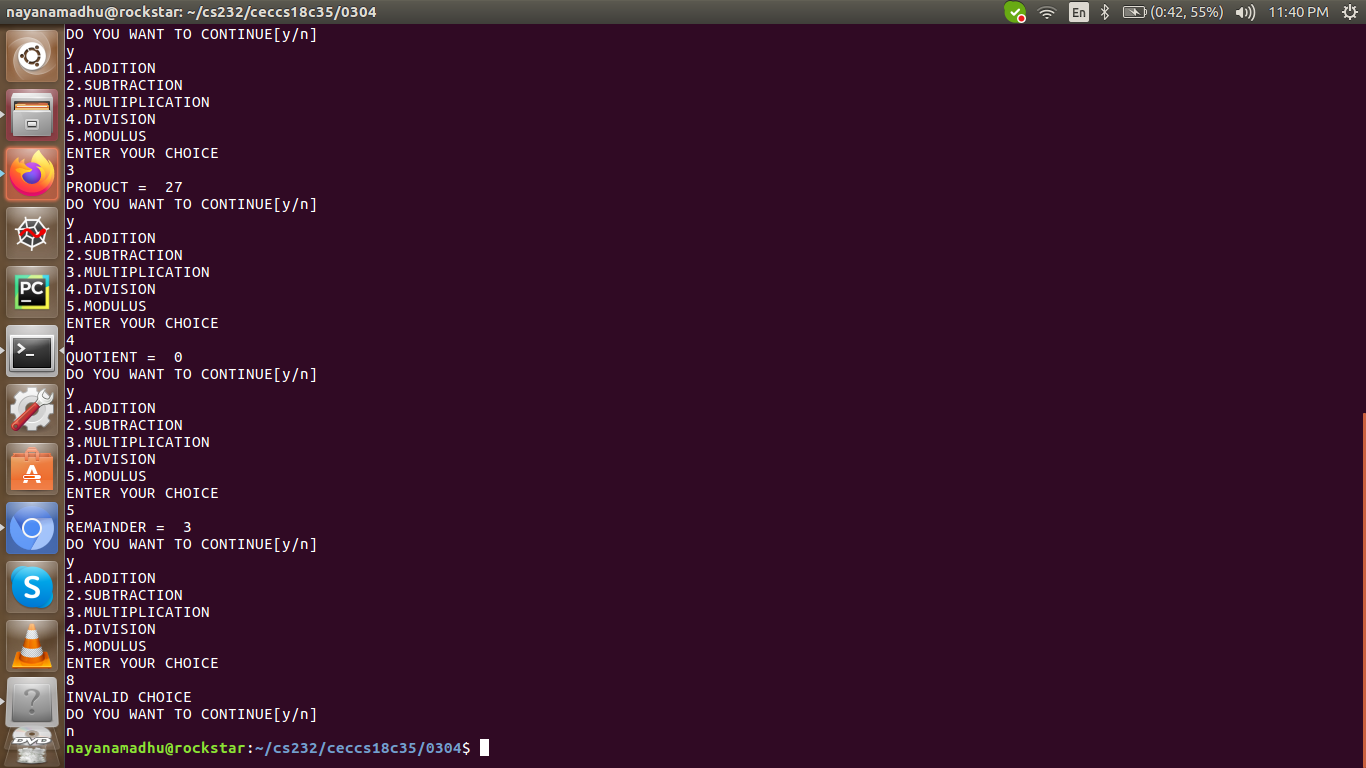 nayanamadhu@rockstar: ~/cs232/ceccs18c35/0304 En (0:42, 55%) 11:40 PM
DO YOU WANT TO CONTINUE[y/n]
y
1.ADDITION
2.SUBTRACTION
3.MULTIPLICATION
4.DIVISION
5.MODULUS
ENTER YOUR CHOICE
3
PRODUCT =  27
DO YOU WANT TO CONTINUE[y/n]
y
1.ADDITION
2.SUBTRACTION
3.MULTIPLICATION
4.DIVISION
5.MODULUS
ENTER YOUR CHOICE
4
QUOTIENT =  0
DO YOU WANT TO CONTINUE[y/n]
y
1.ADDITION
2.SUBTRACTION
3.MULTIPLICATION
4.DIVISION
5.MODULUS
ENTER YOUR CHOICE
5
REMAINDER =  3
DO YOU WANT TO CONTINUE[y/n]
y
1.ADDITION
2.SUBTRACTION
3.MULTIPLICATION
4.DIVISION
5.MODULUS
ENTER YOUR CHOICE
8
INVALID CHOICE
DO YOU WANT TO CONTINUE[y/n]
n
nayanamadhu@rockstar:~/cs232/ceccs18c35/0304$
PC
>_
A
S
?
DVD